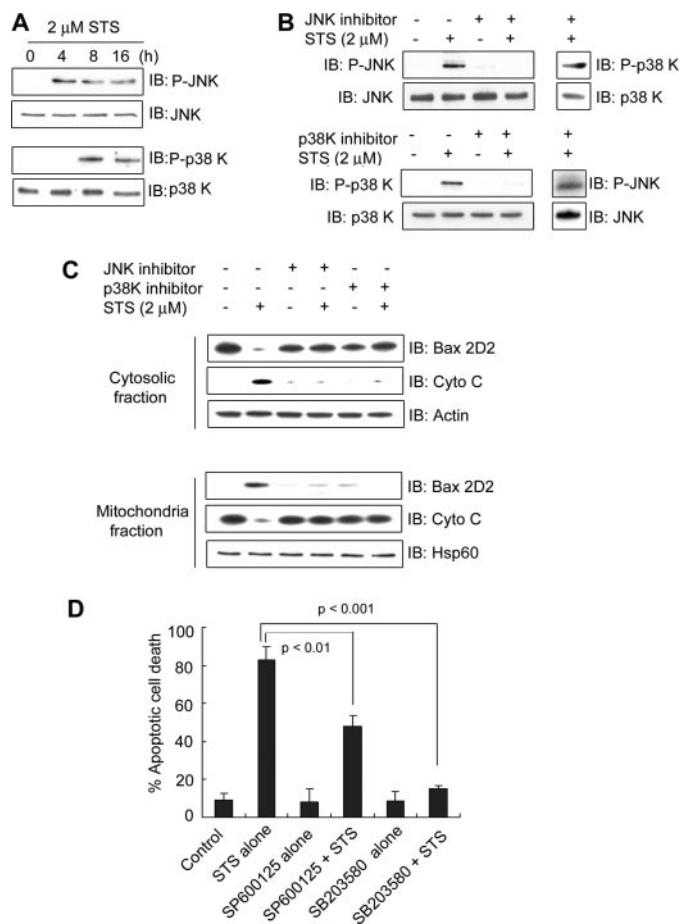 A
2 μM STS
0 4 8 16 (h)
IB: P-JNK
IB: JNK
IB: P-p38 K
IB: p38 K
B
JNK inhibitor - - + + +
STS (2 μM) - + - + +
IB: P-JNK
IB: P-p38 K
IB: JNK
IB: p38 K
p38K inhibitor - - + + +
STS (2 μM) - + - + +
IB: P-p38 K
IB: P-JNK
IB: p38 K
IB: JNK
C
JNK inhibitor - - + + - -
p38K inhibitor - - - - + +
STS (2 μM) - + - + - +
Cytosolic
fraction
IB: Bax 2D2
IB: Cyto C
IB: Actin
Mitochondria
fraction
IB: Bax 2D2
IB: Cyto C
IB: Hsp60
D
p < 0.001
p < 0.01
% Apoptotic cell death
100
80
60
40
20
0
Control
STS alone
SP600125 alone
SP600125 + STS
SB203580 alone
SB203580 + STS